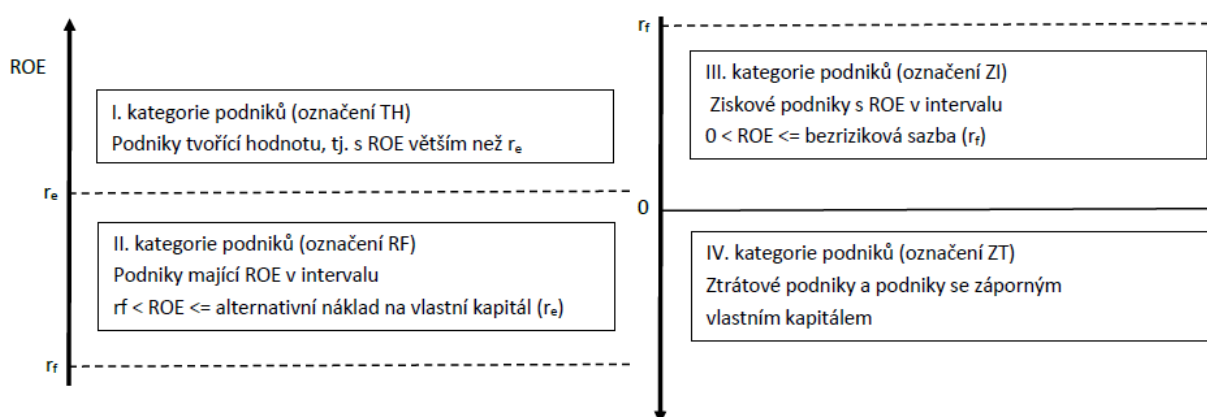 ROE
I. kategorie podniků (označení TH)
Podniky tvořící hodnotu, tj. s ROE větším než rₑ
rₑ
II. kategorie podniků (označení RF)
Podniky mající ROE v intervalu
rf < ROE <= alternativní náklad na vlastní kapitál (rₑ)
r_f
r_f
III. kategorie podniků (označení ZI)
Ziskové podniky s ROE v intervalu
0 < ROE <= bezriziková sazba (r_f)
0
IV. kategorie podniků (označení ZT)
Ztrátové podniky a podniky se záporným
vlastním kapitálem